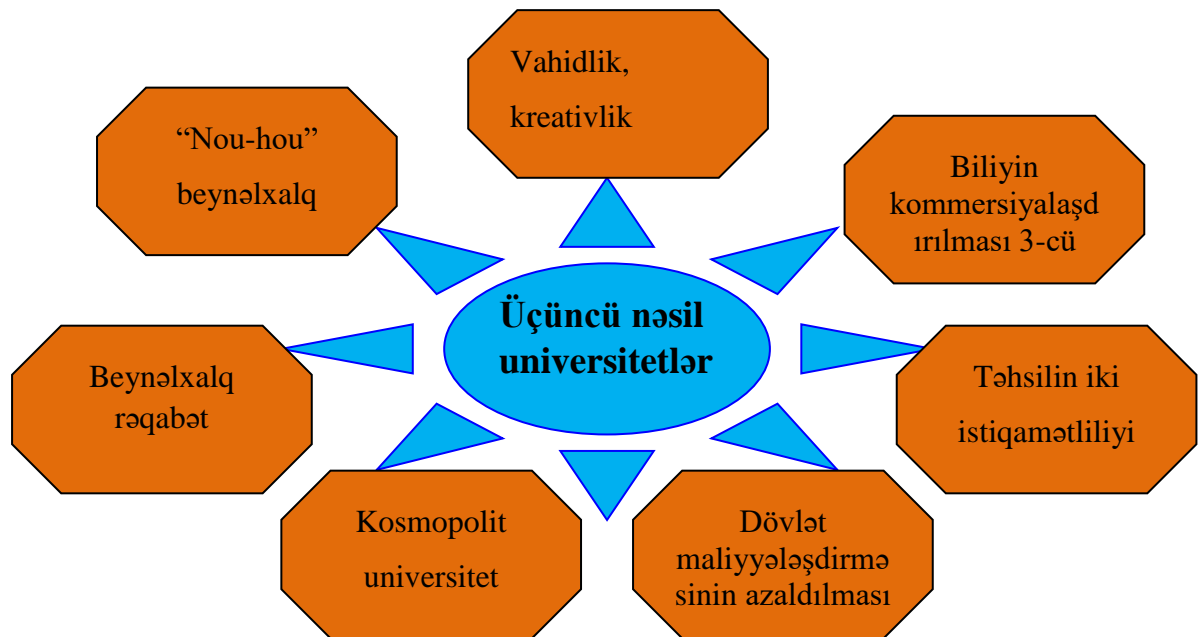 Vahidlik,
kreativlik
“Nou-hou”
beynəlxalq
Biliyin
kommersiyalaşd
ırılması 3-cü
Üçüncü nəsil
universitetlər
Beynəlxalq
rəqabət
Təhsilin iki
istiqamətliliyi
Kosmopolit
universitet
Dövlət
maliyyələşdirmə
sinin azaldılması